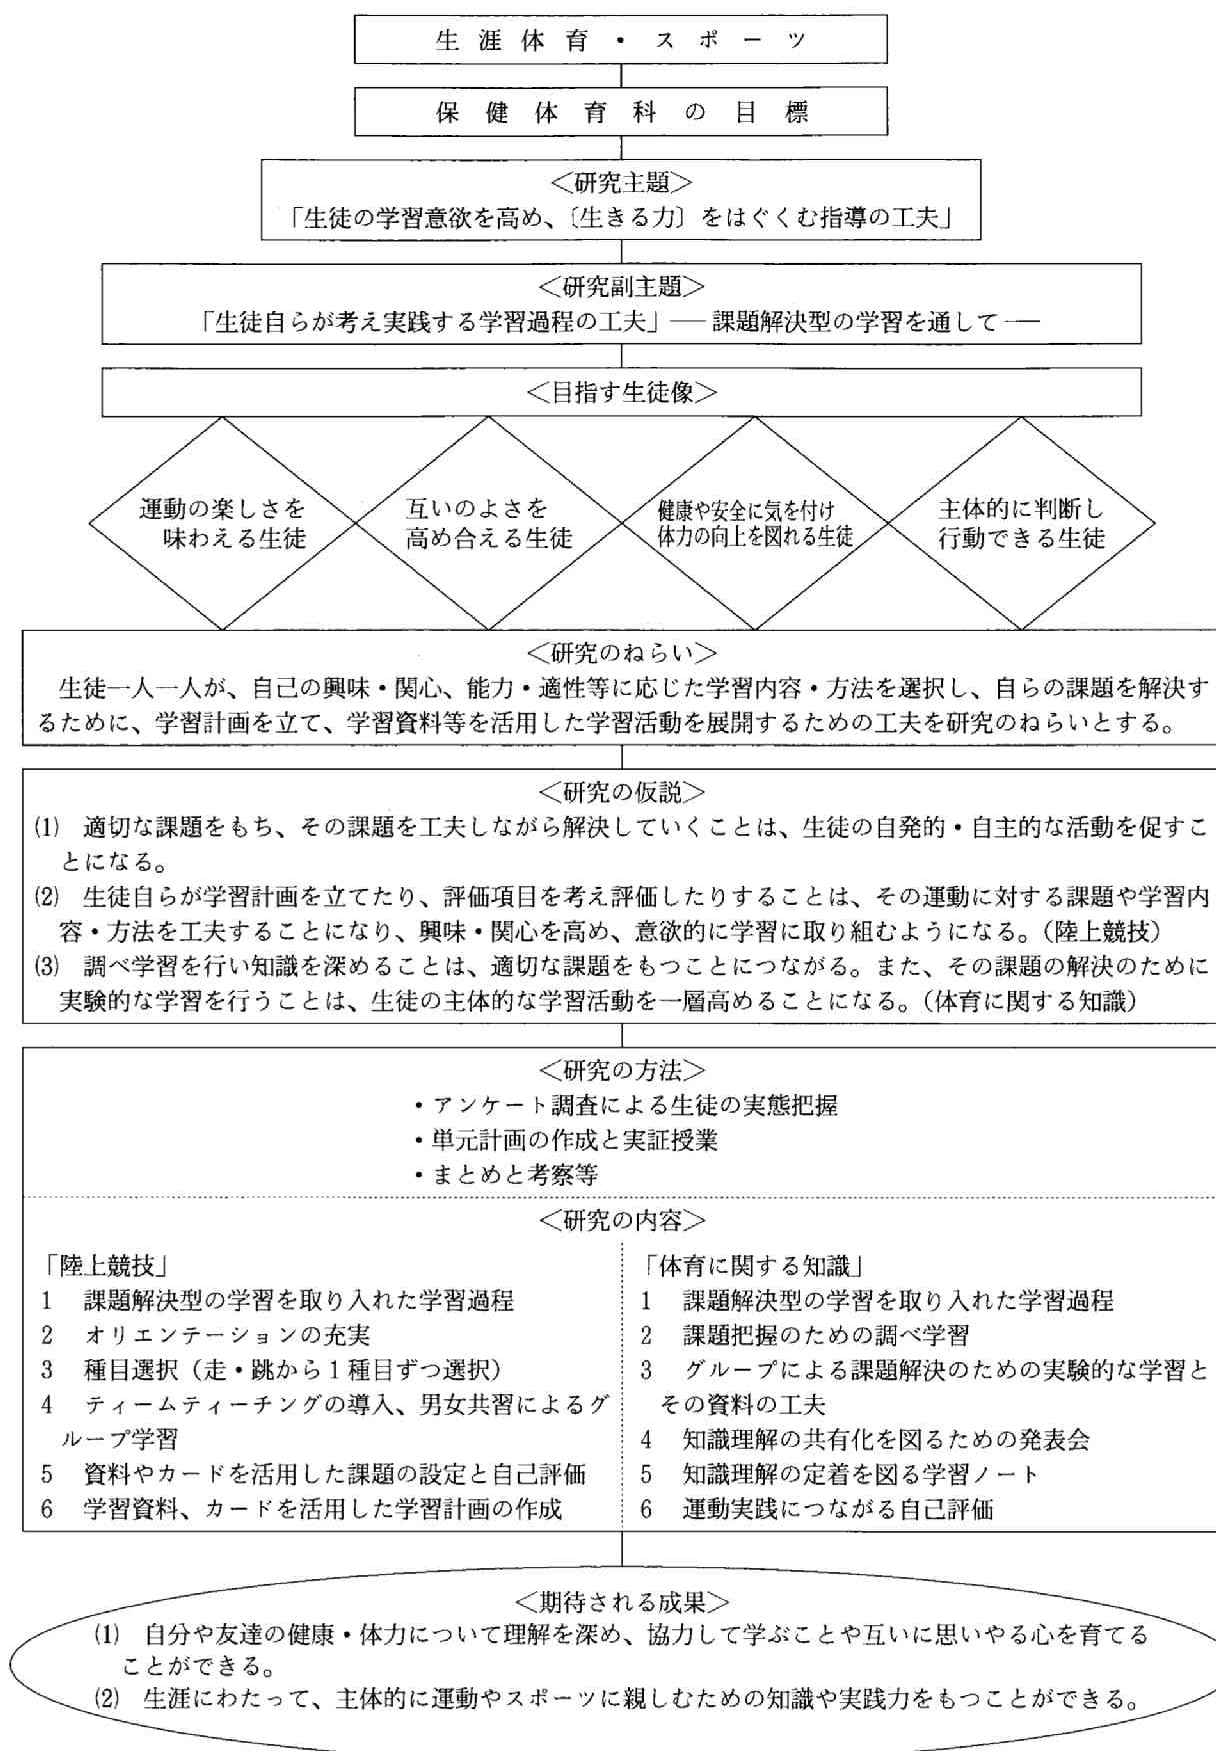 生涯体育・スポーツ
保健体育科の目標
＜研究主題＞
「生徒の学習意欲を高め、〔生きる力〕をはぐくむ指導の工夫」
＜研究副主題＞
「生徒自らが考え実践する学習過程の工夫」―― 課題解決型の学習を通して ――
＜目指す生徒像＞
運動の楽しさを
味わえる生徒
互いのよさを
高め合える生徒
健康や安全に気を付け
体力の向上を図れる生徒
主体的に判断し
行動できる生徒
＜研究のねらい＞
生徒一人一人が、自己の興味・関心、能力・適性等に応じた学習内容・方法を選択し、自らの課題を解決す
るために、学習計画を立て、学習資料等を活用した学習活動を展開するための工夫を研究のねらいとする。
＜研究の仮説＞
⑴　適切な課題をもち、その課題を工夫しながら解決していくことは、生徒の自発的・自主的な活動を促すこ
とになる。
⑵　生徒自らが学習計画を立てたり、評価項目を考え評価したりすることは、その運動に対する課題や学習内
容・方法を工夫することになり、興味・関心を高め、意欲的に学習に取り組むようになる。（陸上競技）
⑶　調べ学習を行い知識を深めることは、適切な課題をもつことにつながる。また、その課題の解決のために
実験的な学習を行うことは、生徒の主体的な学習活動を一層高めることになる。（体育に関する知識）
＜研究の方法＞
・アンケート調査による生徒の実態把握
・単元計画の作成と実証授業
・まとめと考察等
＜研究の内容＞
「陸上競技」
1　課題解決型の学習を取り入れた学習過程
2　オリエンテーションの充実
3　種目選択（走・跳から１種目ずつ選択）
4　ティームティーチングの導入、男女共習によるグ
ループ学習
5　資料やカードを活用した課題の設定と自己評価
6　学習資料、カードを活用した学習計画の作成
「体育に関する知識」
1　課題解決型の学習を取り入れた学習過程
2　課題把握のための調べ学習
3　グループによる課題解決のための実験的な学習と
その資料の工夫
4　知識理解の共有化を図るための発表会
5　知識理解の定着を図る学習ノート
6　運動実践につながる自己評価
＜期待される成果＞
⑴　自分や友達の健康・体力について理解を深め、協力して学ぶことや互いに思いやる心を育てる
ことができる。
⑵　生涯にわたって、主体的に運動やスポーツに親しむための知識や実践力をもつことができる。